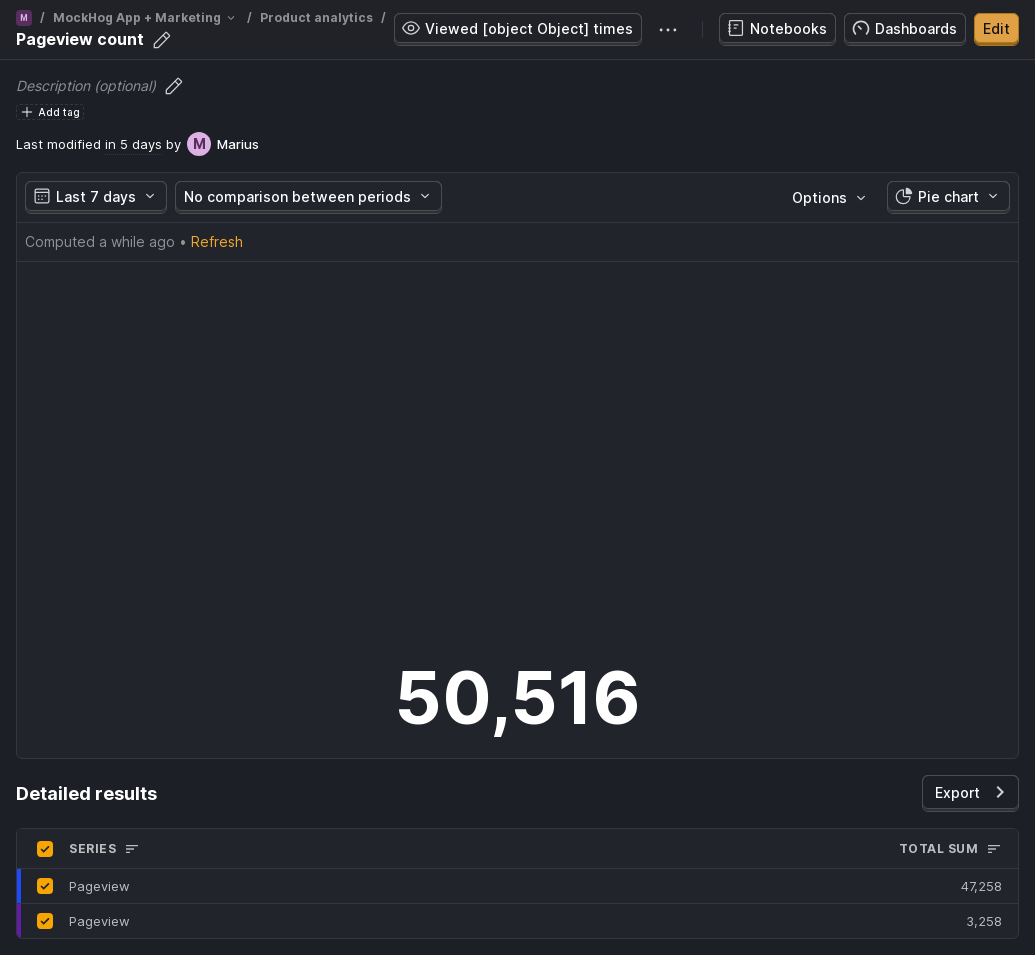 M / MockHog App + Marketing / Product analytics /
Pageview count
Viewed [object Object] times
Notebooks
Dashboards
Edit
Description (optional)
Add tag
Last modified in 5 days by M Marius
Last 7 days
No comparison between periods
Options
Pie chart
Computed a while ago • Refresh
50,516
Detailed results
Export
SERIES TOTAL SUM
Pageview 47,258
Pageview 3,258